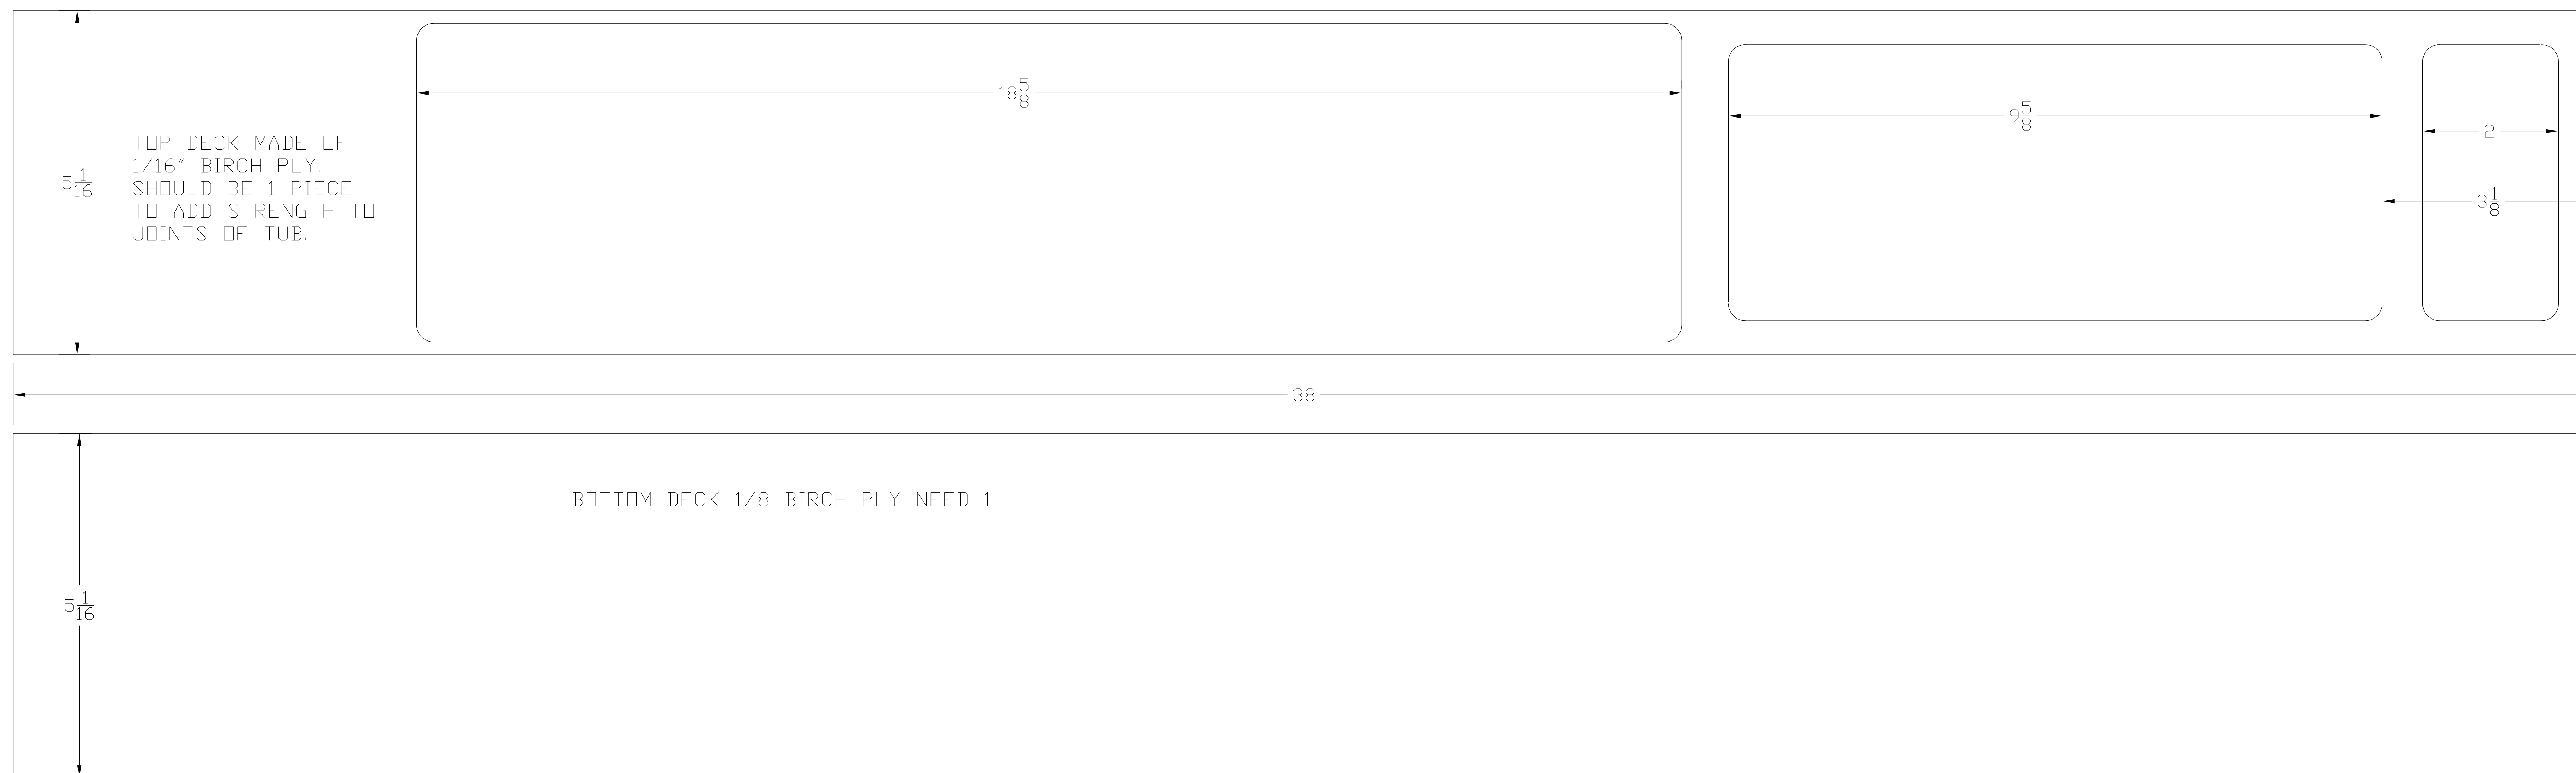 18 5/8
9 5/8
2
TOP DECK MADE OF
1/16" BIRCH PLY.
SHOULD BE 1 PIECE
TO ADD STRENGTH TO
JOINTS OF TUB.
5 1/16
3 1/8
38
BOTTOM DECK 1/8 BIRCH PLY NEED 1
5 1/16